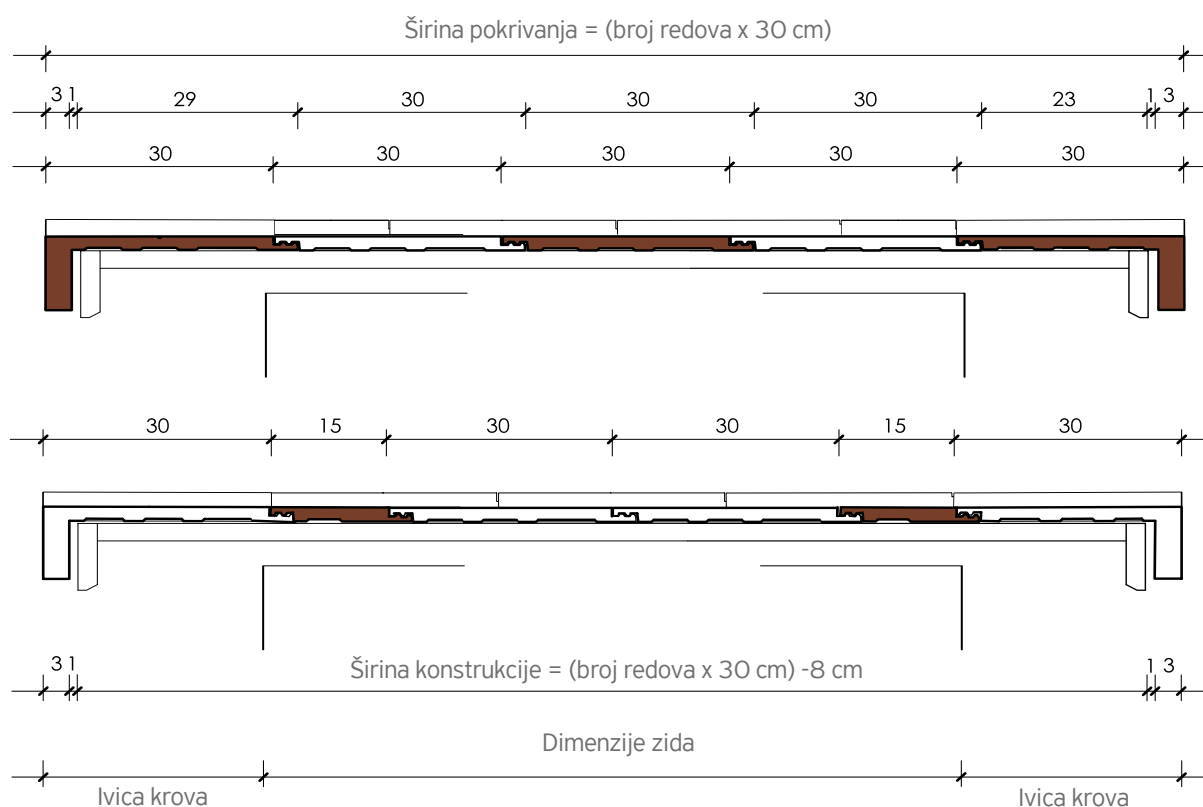 Širina pokrivanja = (broj redova x 30 cm)
3 1 29 30 30 30 23 1 3
30 30 30 30 30
30 15 30 30 15 30
3 1 Širina konstrukcije = (broj redova x 30 cm) -8 cm 1 3
Dimenzije zida
Ivica krova Ivica krova